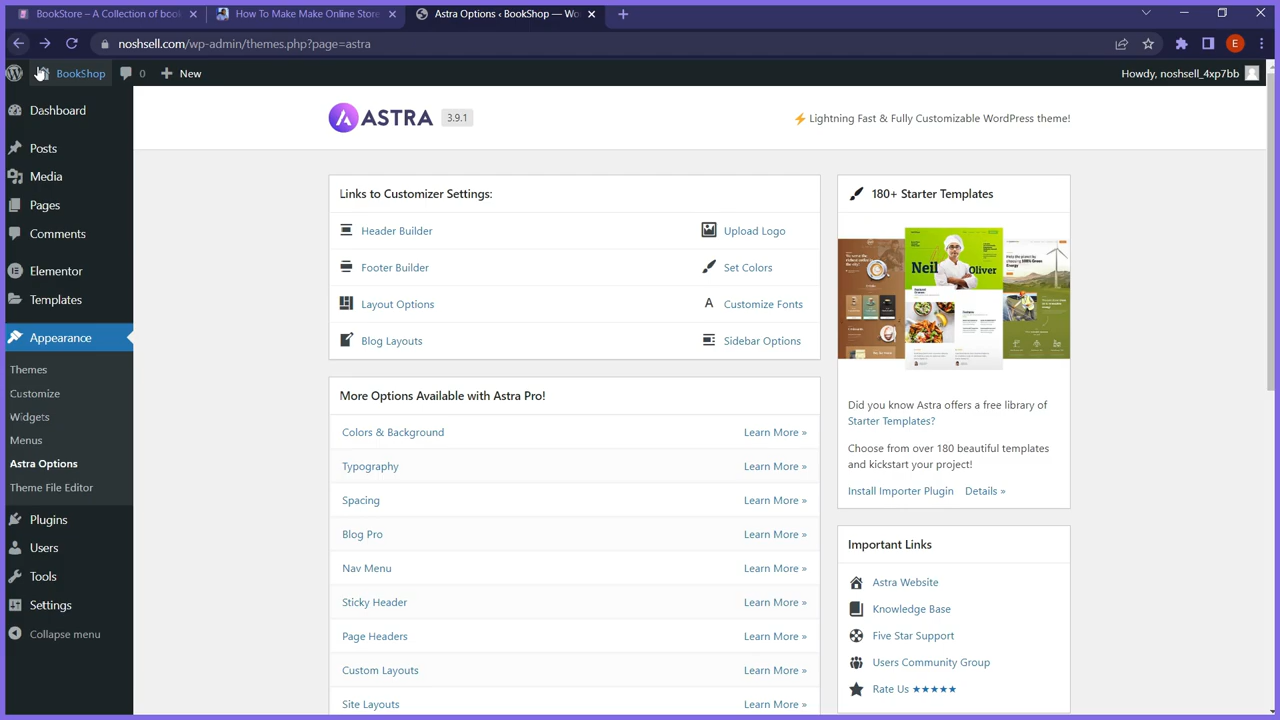 BookStore – A Collection of book
How To Make Make Online Store
Astra Options ‹ BookShop — Wo
noshsell.com/wp-admin/themes.php?page=astra
E
BookShop
0
New
Howdy, noshsell_4xp7bb
Dashboard
Posts
Media
Pages
Comments
Elementor
Templates
Appearance
Themes
Customize
Widgets
Menus
Astra Options
Theme File Editor
Plugins
Users
Tools
Settings
Collapse menu
ASTRA 3.9.1
⚡ Lightning Fast & Fully Customizable WordPress theme!
Links to Customizer Settings:
Header Builder
Upload Logo
Footer Builder
Set Colors
Layout Options
Customize Fonts
Blog Layouts
Sidebar Options
More Options Available with Astra Pro!
Colors & Background Learn More »
Typography Learn More »
Spacing Learn More »
Blog Pro Learn More »
Nav Menu Learn More »
Sticky Header Learn More »
Page Headers Learn More »
Custom Layouts Learn More »
Site Layouts Learn More »
180+ Starter Templates
Neil Oliver
Did you know Astra offers a free library of
Starter Templates?
Choose from over 180 beautiful templates
and kickstart your project!
Install Importer Plugin Details »
Important Links
Astra Website
Knowledge Base
Five Star Support
Users Community Group
Rate Us ★★★★★